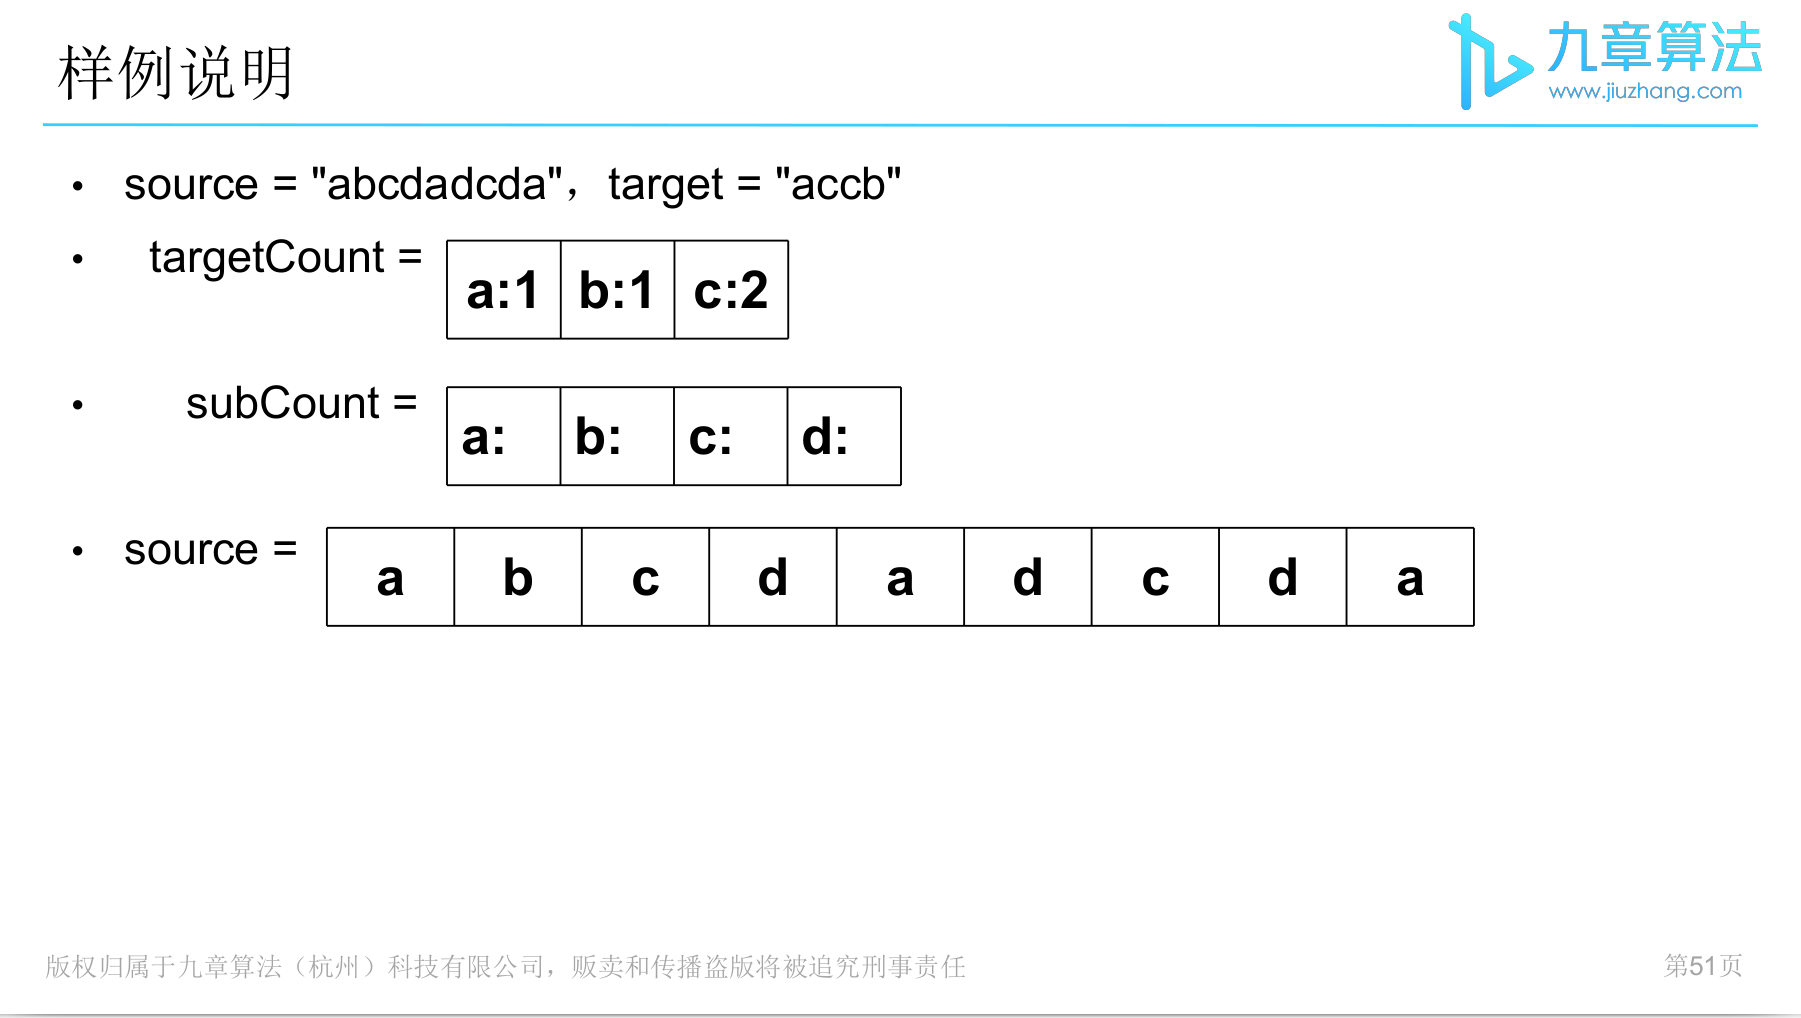 样例说明
九章算法
www.jiuzhang.com
• source = "abcdadcda"，target = "accb"
• targetCount =
a:1 b:1 c:2
• subCount =
a: b: c: d:
• source =
a b c d a d c d a
版权归属于九章算法（杭州）科技有限公司，贩卖和传播盗版将被追究刑事责任
第51页